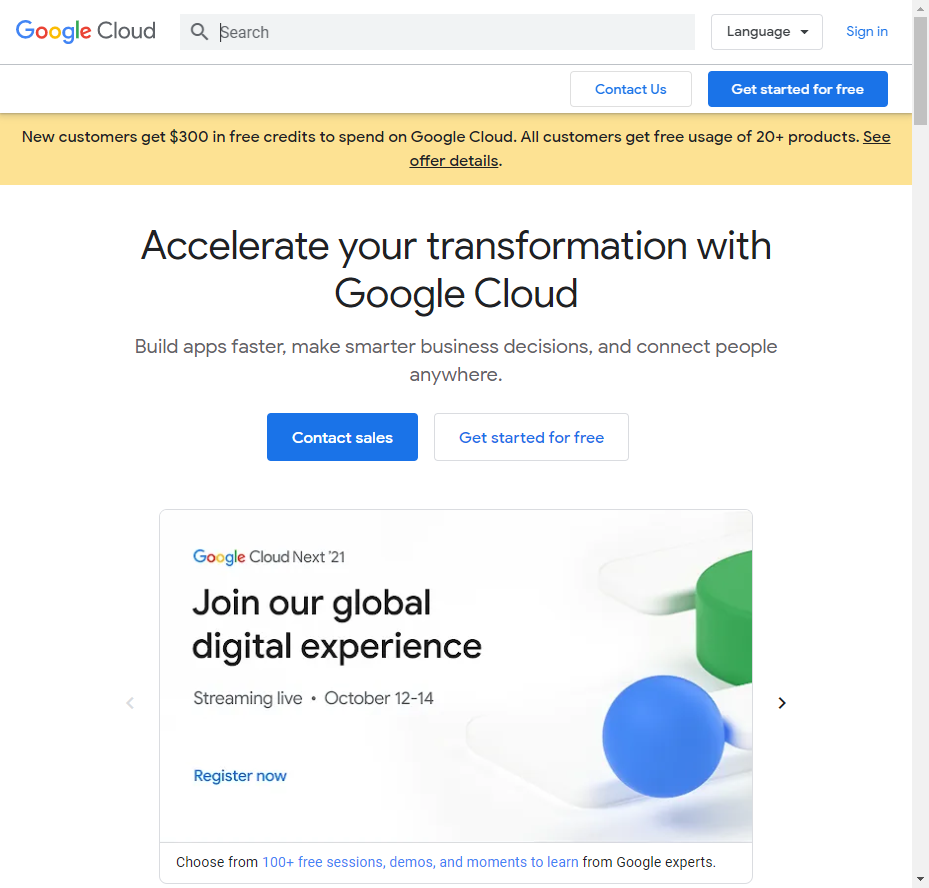 Google Cloud
Search
Language
Sign in
Contact Us
Get started for free
New customers get $300 in free credits to spend on Google Cloud. All customers get free usage of 20+ products. See
offer details.
Accelerate your transformation with
Google Cloud
Build apps faster, make smarter business decisions, and connect people
anywhere.
Contact sales
Get started for free
Google Cloud Next '21
Join our global
digital experience
Streaming live • October 12-14
Register now
Choose from 100+ free sessions, demos, and moments to learn from Google experts.